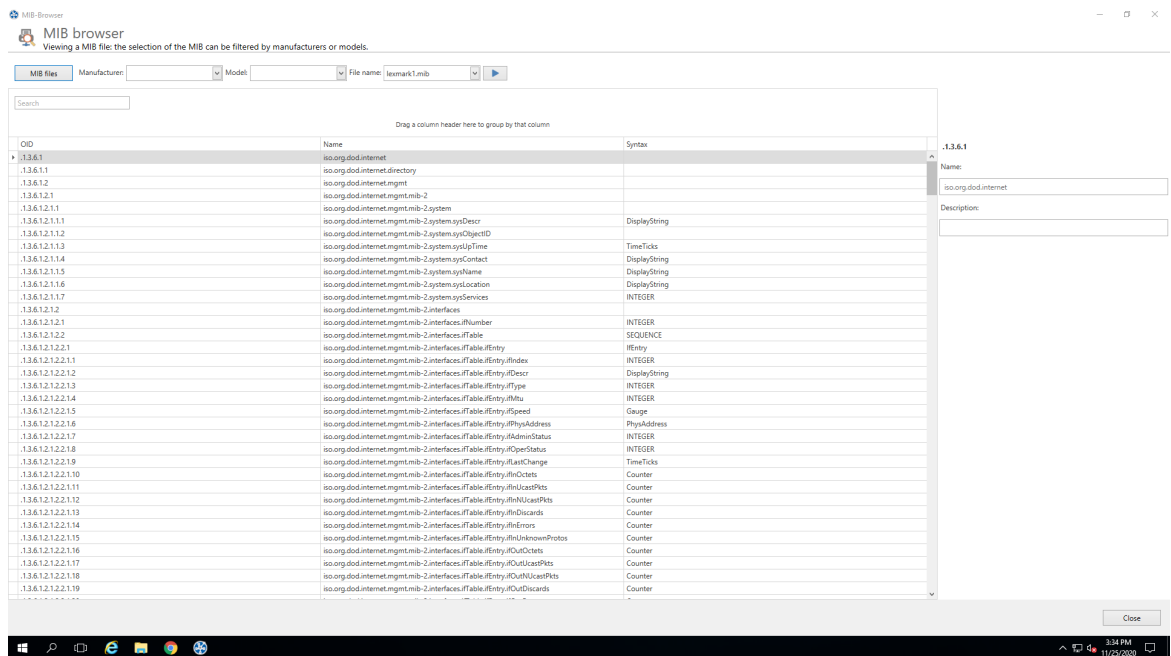 MIB-Browser
MIB browser
Viewing a MIB file: the selection of the MIB can be filtered by manufacturers or models.
MIB files Manufacturer: Model: File name: lexmark1.mib
Search
Drag a column header here to group by that column
OID Name Syntax
.1.3.6.1 iso.org.dod.internet
.1.3.6.1.1 iso.org.dod.internet.directory
.1.3.6.1.2 iso.org.dod.internet.mgmt
.1.3.6.1.2.1 iso.org.dod.internet.mgmt.mib-2
.1.3.6.1.2.1.1 iso.org.dod.internet.mgmt.mib-2.system
.1.3.6.1.2.1.1.1 iso.org.dod.internet.mgmt.mib-2.system.sysDescr DisplayString
.1.3.6.1.2.1.1.2 iso.org.dod.internet.mgmt.mib-2.system.sysObjectID
.1.3.6.1.2.1.1.3 iso.org.dod.internet.mgmt.mib-2.system.sysUpTime TimeTicks
.1.3.6.1.2.1.1.4 iso.org.dod.internet.mgmt.mib-2.system.sysContact DisplayString
.1.3.6.1.2.1.1.5 iso.org.dod.internet.mgmt.mib-2.system.sysName DisplayString
.1.3.6.1.2.1.1.6 iso.org.dod.internet.mgmt.mib-2.system.sysLocation DisplayString
.1.3.6.1.2.1.1.7 iso.org.dod.internet.mgmt.mib-2.system.sysServices INTEGER
.1.3.6.1.2.1.2 iso.org.dod.internet.mgmt.mib-2.interfaces
.1.3.6.1.2.1.2.1 iso.org.dod.internet.mgmt.mib-2.interfaces.ifNumber INTEGER
.1.3.6.1.2.1.2.2 iso.org.dod.internet.mgmt.mib-2.interfaces.ifTable SEQUENCE
.1.3.6.1.2.1.2.2.1 iso.org.dod.internet.mgmt.mib-2.interfaces.ifTable.ifEntry IfEntry
.1.3.6.1.2.1.2.2.1.1 iso.org.dod.internet.mgmt.mib-2.interfaces.ifTable.ifEntry.ifIndex INTEGER
.1.3.6.1.2.1.2.2.1.2 iso.org.dod.internet.mgmt.mib-2.interfaces.ifTable.ifEntry.ifDescr DisplayString
.1.3.6.1.2.1.2.2.1.3 iso.org.dod.internet.mgmt.mib-2.interfaces.ifTable.ifEntry.ifType INTEGER
.1.3.6.1.2.1.2.2.1.4 iso.org.dod.internet.mgmt.mib-2.interfaces.ifTable.ifEntry.ifMtu INTEGER
.1.3.6.1.2.1.2.2.1.5 iso.org.dod.internet.mgmt.mib-2.interfaces.ifTable.ifEntry.ifSpeed Gauge
.1.3.6.1.2.1.2.2.1.6 iso.org.dod.internet.mgmt.mib-2.interfaces.ifTable.ifEntry.ifPhysAddress PhysAddress
.1.3.6.1.2.1.2.2.1.7 iso.org.dod.internet.mgmt.mib-2.interfaces.ifTable.ifEntry.ifAdminStatus INTEGER
.1.3.6.1.2.1.2.2.1.8 iso.org.dod.internet.mgmt.mib-2.interfaces.ifTable.ifEntry.ifOperStatus INTEGER
.1.3.6.1.2.1.2.2.1.9 iso.org.dod.internet.mgmt.mib-2.interfaces.ifTable.ifEntry.ifLastChange TimeTicks
.1.3.6.1.2.1.2.2.1.10 iso.org.dod.internet.mgmt.mib-2.interfaces.ifTable.ifEntry.ifInOctets Counter
.1.3.6.1.2.1.2.2.1.11 iso.org.dod.internet.mgmt.mib-2.interfaces.ifTable.ifEntry.ifInUcastPkts Counter
.1.3.6.1.2.1.2.2.1.12 iso.org.dod.internet.mgmt.mib-2.interfaces.ifTable.ifEntry.ifInNUcastPkts Counter
.1.3.6.1.2.1.2.2.1.13 iso.org.dod.internet.mgmt.mib-2.interfaces.ifTable.ifEntry.ifInDiscards Counter
.1.3.6.1.2.1.2.2.1.14 iso.org.dod.internet.mgmt.mib-2.interfaces.ifTable.ifEntry.ifInErrors Counter
.1.3.6.1.2.1.2.2.1.15 iso.org.dod.internet.mgmt.mib-2.interfaces.ifTable.ifEntry.ifInUnknownProtos Counter
.1.3.6.1.2.1.2.2.1.16 iso.org.dod.internet.mgmt.mib-2.interfaces.ifTable.ifEntry.ifOutOctets Counter
.1.3.6.1.2.1.2.2.1.17 iso.org.dod.internet.mgmt.mib-2.interfaces.ifTable.ifEntry.ifOutUcastPkts Counter
.1.3.6.1.2.1.2.2.1.18 iso.org.dod.internet.mgmt.mib-2.interfaces.ifTable.ifEntry.ifOutNUcastPkts Counter
.1.3.6.1.2.1.2.2.1.19 iso.org.dod.internet.mgmt.mib-2.interfaces.ifTable.ifEntry.ifOutDiscards Counter
.1.3.6.1
Name:
iso.org.dod.internet
Description:
Close
3:34 PM
11/25/2020